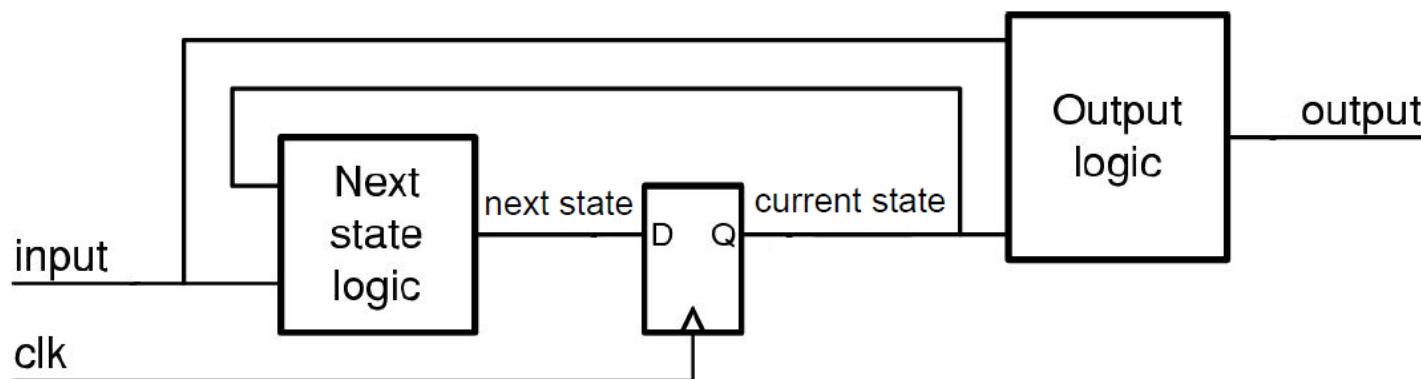 Output
logic
output
Next
state
logic
next state
D Q
current state
input
clk